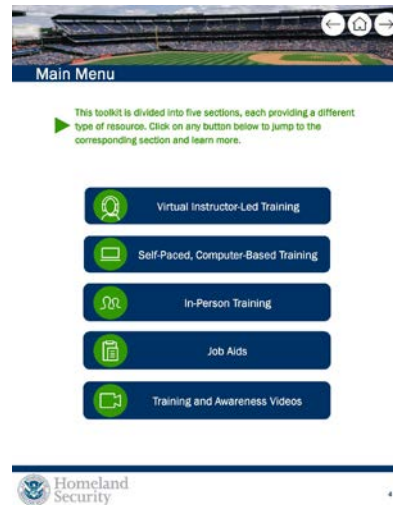 Main Menu
This toolkit is divided into five sections, each providing a different
type of resource. Click on any button below to jump to the
corresponding section and learn more.
Virtual Instructor-Led Training
Self-Paced, Computer-Based Training
In-Person Training
Job Aids
Training and Awareness Videos
Homeland
Security
4